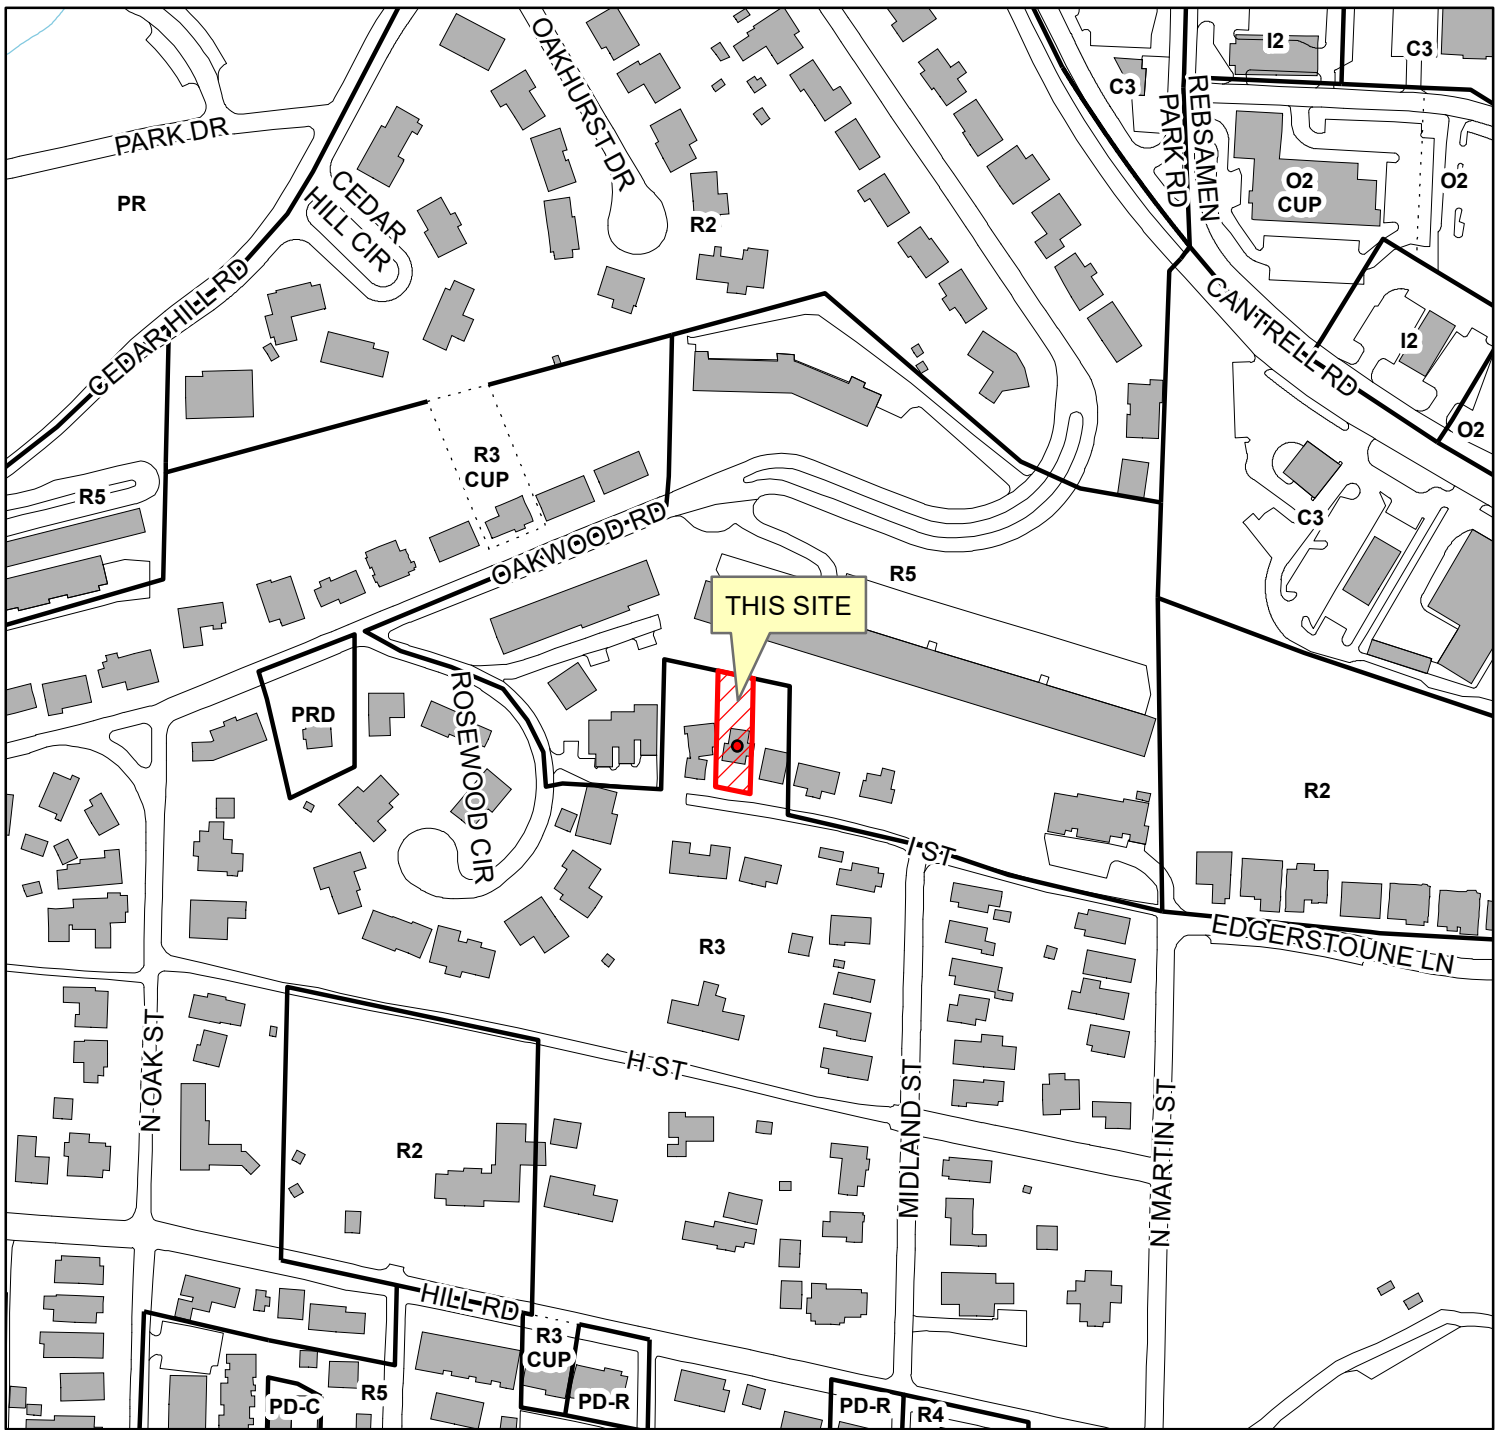 OAKHURST DR
I2
C3
C3
PARK RD
REBSAMEN
PARK DR
CEDAR
HILL CIR
O2
CUP
O2
PR
R2
CEDAR HILL RD
CANTRELL RD
I2
O2
R3
CUP
R5
C3
OAKWOOD RD
R5
THIS SITE
ROSEWOOD CIR
PRD
R2
I ST
EDGERSTOUNE LN
R3
N OAK ST
H ST
MIDLAND ST
N MARTIN ST
R2
HILL RD
R3
CUP
R5
PD-C
PD-R
PD-R
R4